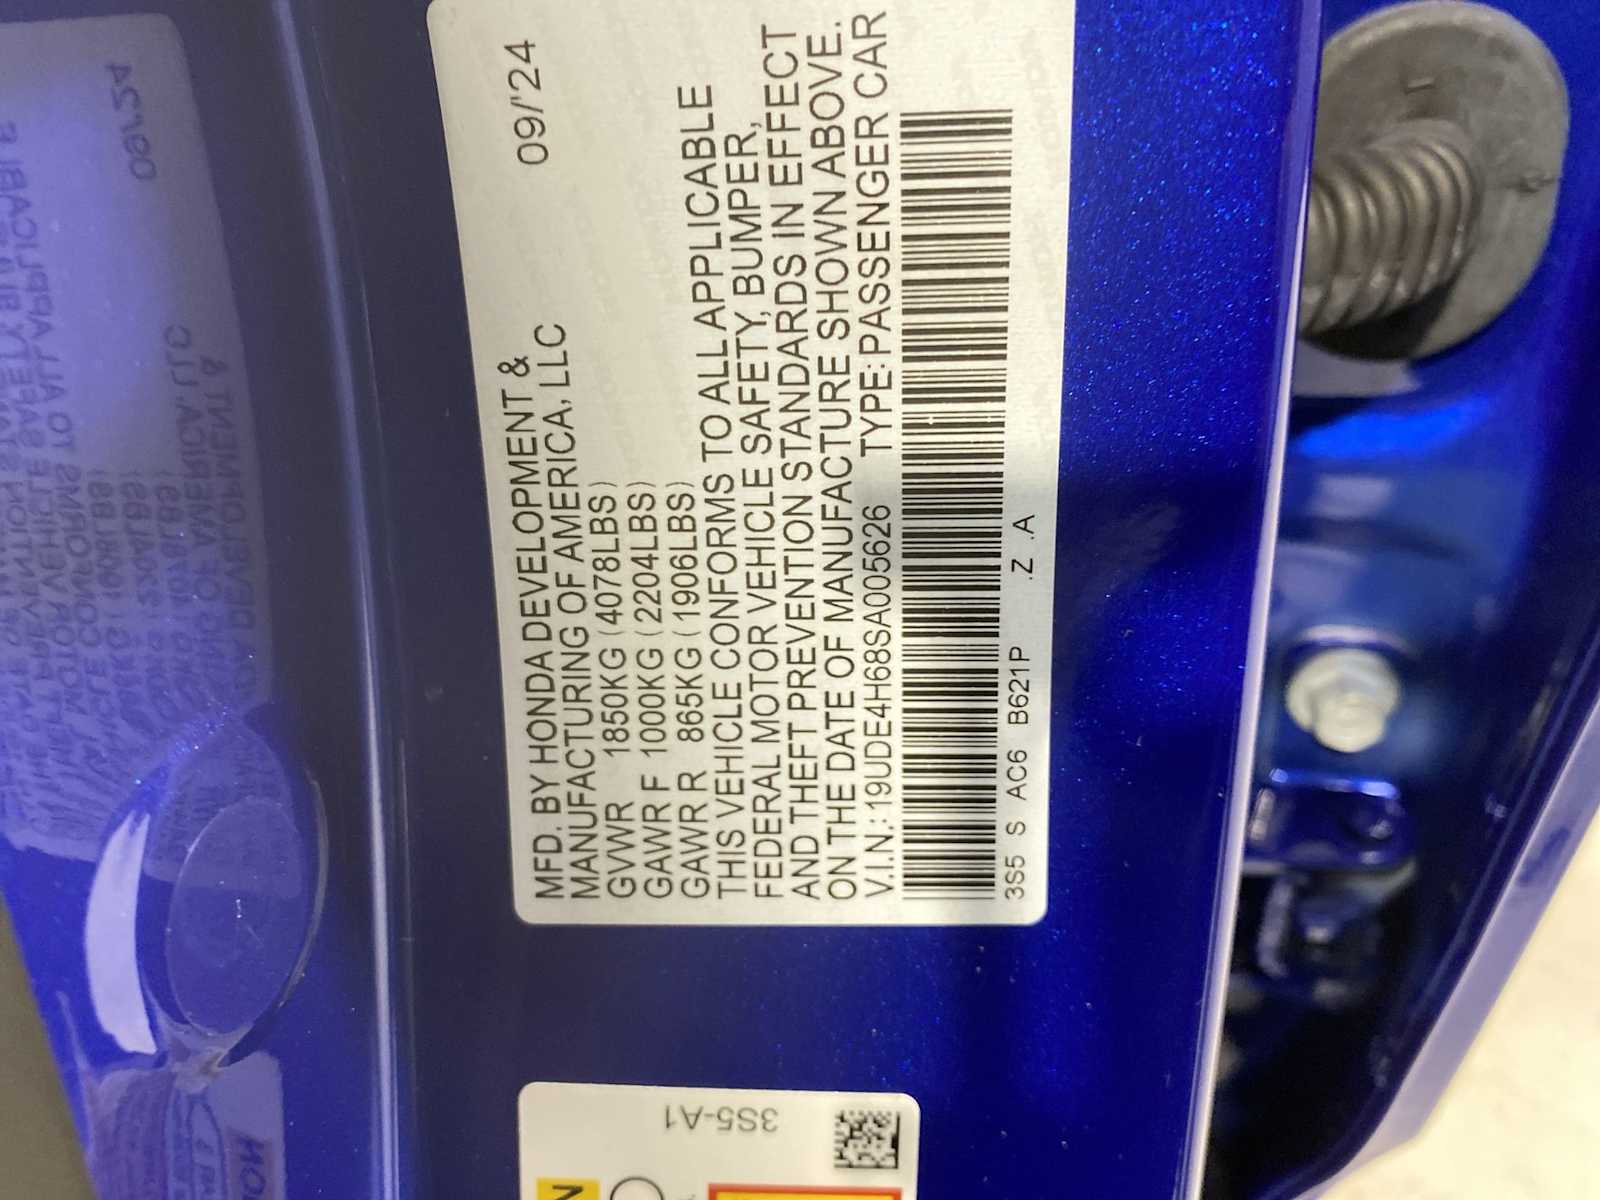 MFD. BY HONDA DEVELOPMENT & 09/'24
MANUFACTURING OF AMERICA, LLC
GVWR 1850KG (4078LBS)
GAWR F 1000KG (2204LBS)
GAWR R 865KG (1906LBS)
THIS VEHICLE CONFORMS TO ALL APPLICABLE
FEDERAL MOTOR VEHICLE SAFETY, BUMPER,
AND THEFT PREVENTION STANDARDS IN EFFECT
ON THE DATE OF MANUFACTURE SHOWN ABOVE.
V.I.N.:19UDE4H68SA005626 TYPE:PASSENGER CAR
3S5 S AC6 B621P .Z .A
3S5-A1